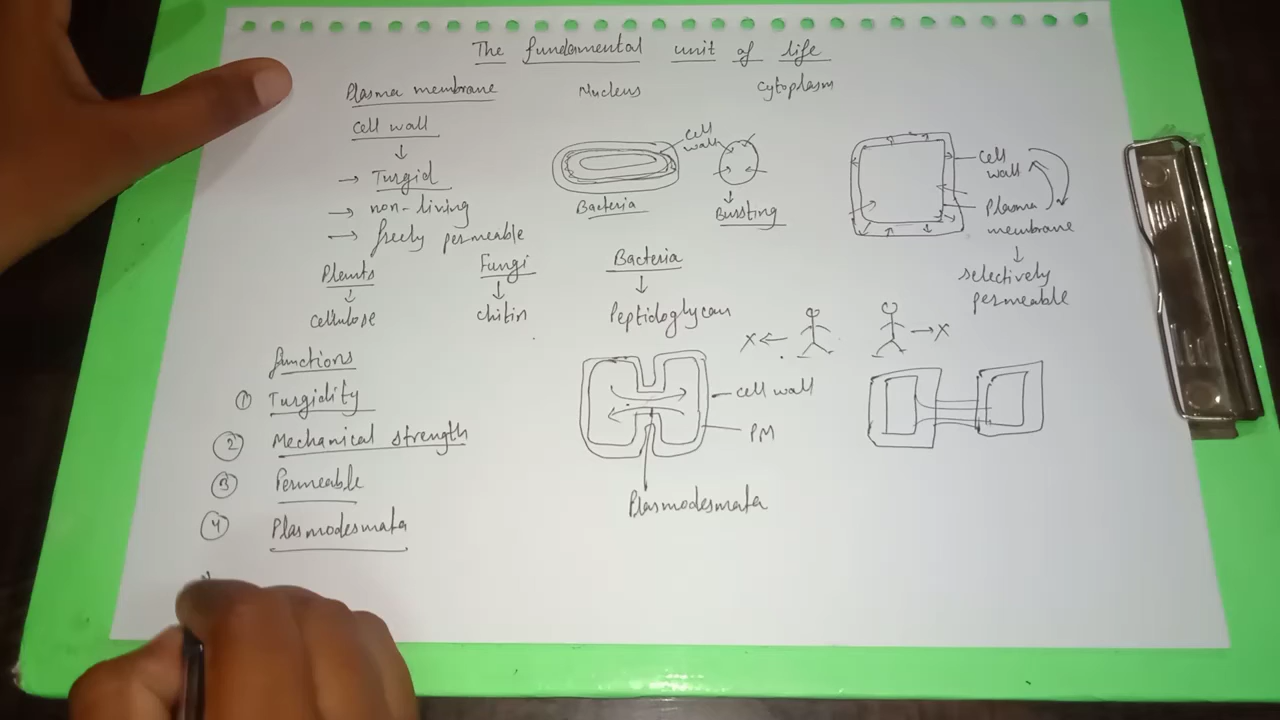 The fundamental unit of life
Plasma membrane Nucleus Cytoplasm
Cell wall
→ Turgid
→ non-living
→ freely permeable
Cell wall
Bacteria
Bursting
Cell wall
Plasma membrane
selectively permeable
Plants Fungi Bacteria
Cellulose Chitin Peptidoglycan
X← →X
functions
① Turgidity
② Mechanical strength
③ Permeable
④ Plasmodesmata
cell wall
PM
Plasmodesmata